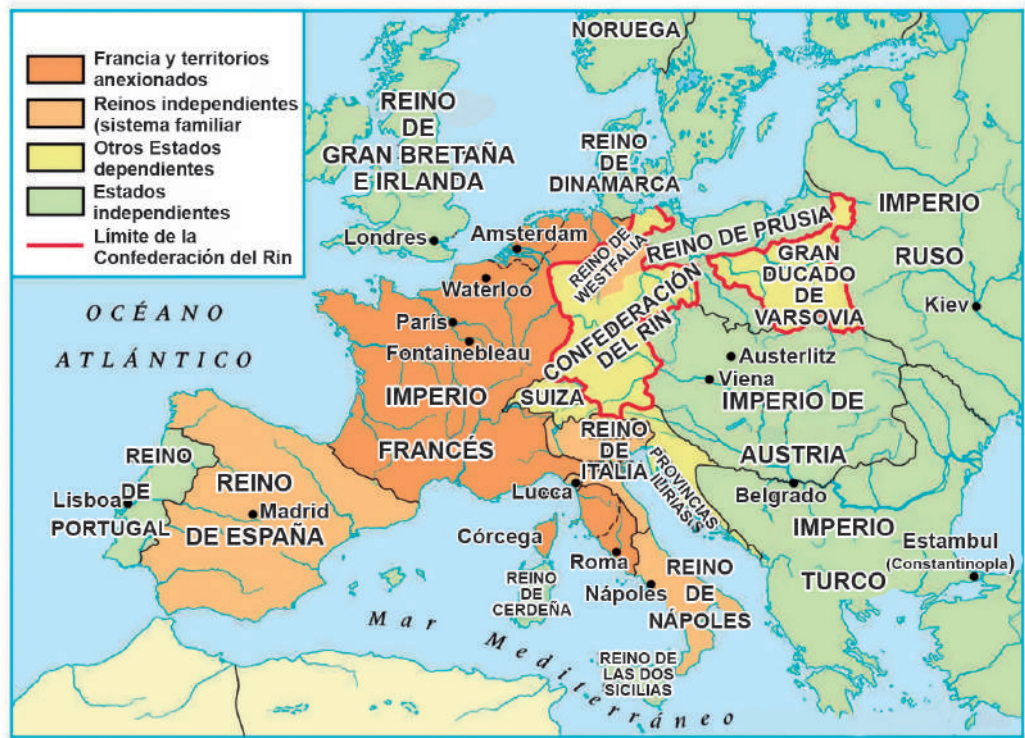 Francia y territorios
anexionados
Reinos independientes
(sistema familiar
Otros Estados
dependientes
Estados
independientes
Límite de la
Confederación del Rin
NORUEGA
REINO
DE
GRAN BRETAÑA
E IRLANDA
REINO
DE
DINAMARCA
IMPERIO
RUSO
Londres
Amsterdam
REINO DE
WESTFALIA
REINO DE PRUSIA
GRAN
DUCADO
DE
VARSOVIA
Kiev
Waterloo
OCÉANO
ATLÁNTICO
París
Fontainebleau
CONFEDERACIÓN
DEL RIN
Austerlitz
Viena
IMPERIO
FRANCÉS
SUIZA
IMPERIO DE
AUSTRIA
REINO
DE
ITALIA
PROVINCIAS
ILIRIASIS
REINO
DE
PORTUGAL
Lisboa
REINO
DE ESPAÑA
Madrid
Lucca
Belgrado
IMPERIO
TURCO
Estambul
(Constantinopla)
Córcega
Roma
REINO
DE
CERDEÑA
Nápoles
REINO
DE
NÁPOLES
Mar Mediterráneo
REINO DE
LAS DOS
SICILIAS